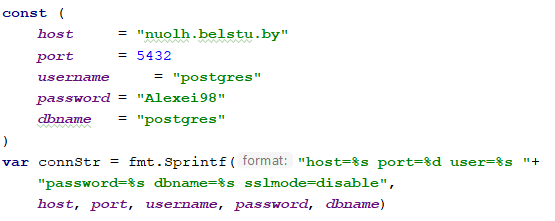 const (
    host     = "nuolh.belstu.by"
    port     = 5432
    username     = "postgres"
    password = "Alexei98"
    dbname   = "postgres"
)
var connStr = fmt.Sprintf( format: "host=%s port=%d user=%s "+
    "password=%s dbname=%s sslmode=disable",
    host, port, username, password, dbname)